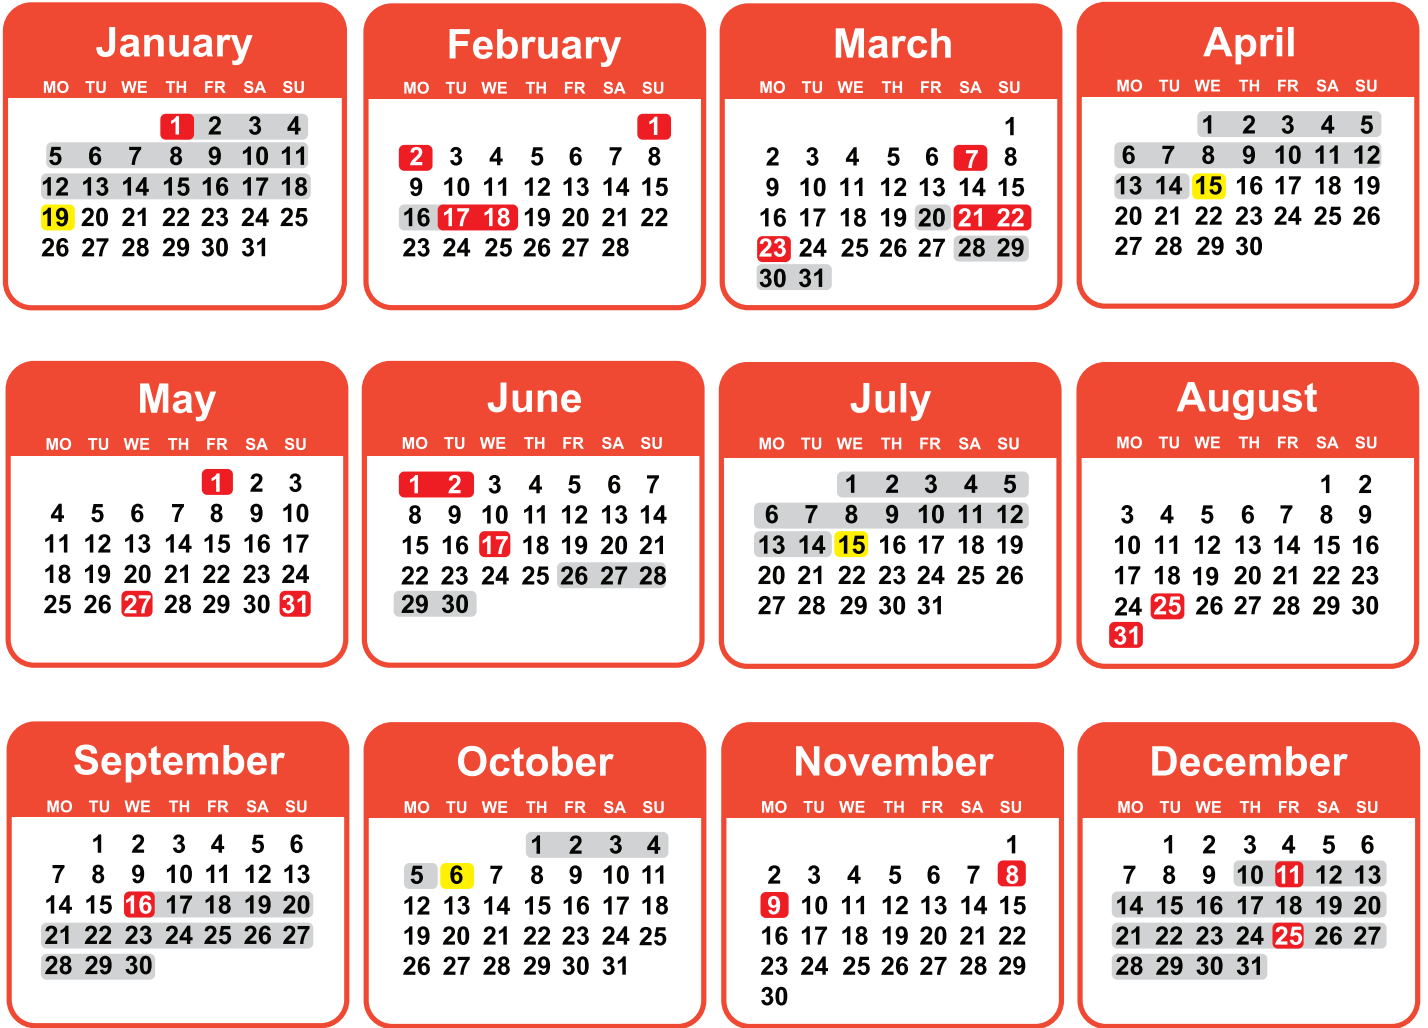 January
MO TU WE TH FR SA SU
1 2 3 4
5 6 7 8 9 10 11
12 13 14 15 16 17 18
19 20 21 22 23 24 25
26 27 28 29 30 31
February
MO TU WE TH FR SA SU
1
2 3 4 5 6 7 8
9 10 11 12 13 14 15
16 17 18 19 20 21 22
23 24 25 26 27 28
March
MO TU WE TH FR SA SU
1
2 3 4 5 6 7 8
9 10 11 12 13 14 15
16 17 18 19 20 21 22
23 24 25 26 27 28 29
30 31
April
MO TU WE TH FR SA SU
1 2 3 4 5
6 7 8 9 10 11 12
13 14 15 16 17 18 19
20 21 22 23 24 25 26
27 28 29 30
May
MO TU WE TH FR SA SU
1 2 3
4 5 6 7 8 9 10
11 12 13 14 15 16 17
18 19 20 21 22 23 24
25 26 27 28 29 30 31
June
MO TU WE TH FR SA SU
1 2 3 4 5 6 7
8 9 10 11 12 13 14
15 16 17 18 19 20 21
22 23 24 25 26 27 28
29 30
July
MO TU WE TH FR SA SU
1 2 3 4 5
6 7 8 9 10 11 12
13 14 15 16 17 18 19
20 21 22 23 24 25 26
27 28 29 30 31
August
MO TU WE TH FR SA SU
1 2
3 4 5 6 7 8 9
10 11 12 13 14 15 16
17 18 19 20 21 22 23
24 25 26 27 28 29 30
31
September
MO TU WE TH FR SA SU
1 2 3 4 5 6
7 8 9 10 11 12 13
14 15 16 17 18 19 20
21 22 23 24 25 26 27
28 29 30
October
MO TU WE TH FR SA SU
1 2 3 4
5 6 7 8 9 10 11
12 13 14 15 16 17 18
19 20 21 22 23 24 25
26 27 28 29 30 31
November
MO TU WE TH FR SA SU
1
2 3 4 5 6 7 8
9 10 11 12 13 14 15
16 17 18 19 20 21 22
23 24 25 26 27 28 29
30
December
MO TU WE TH FR SA SU
1 2 3 4 5 6
7 8 9 10 11 12 13
14 15 16 17 18 19 20
21 22 23 24 25 26 27
28 29 30 31